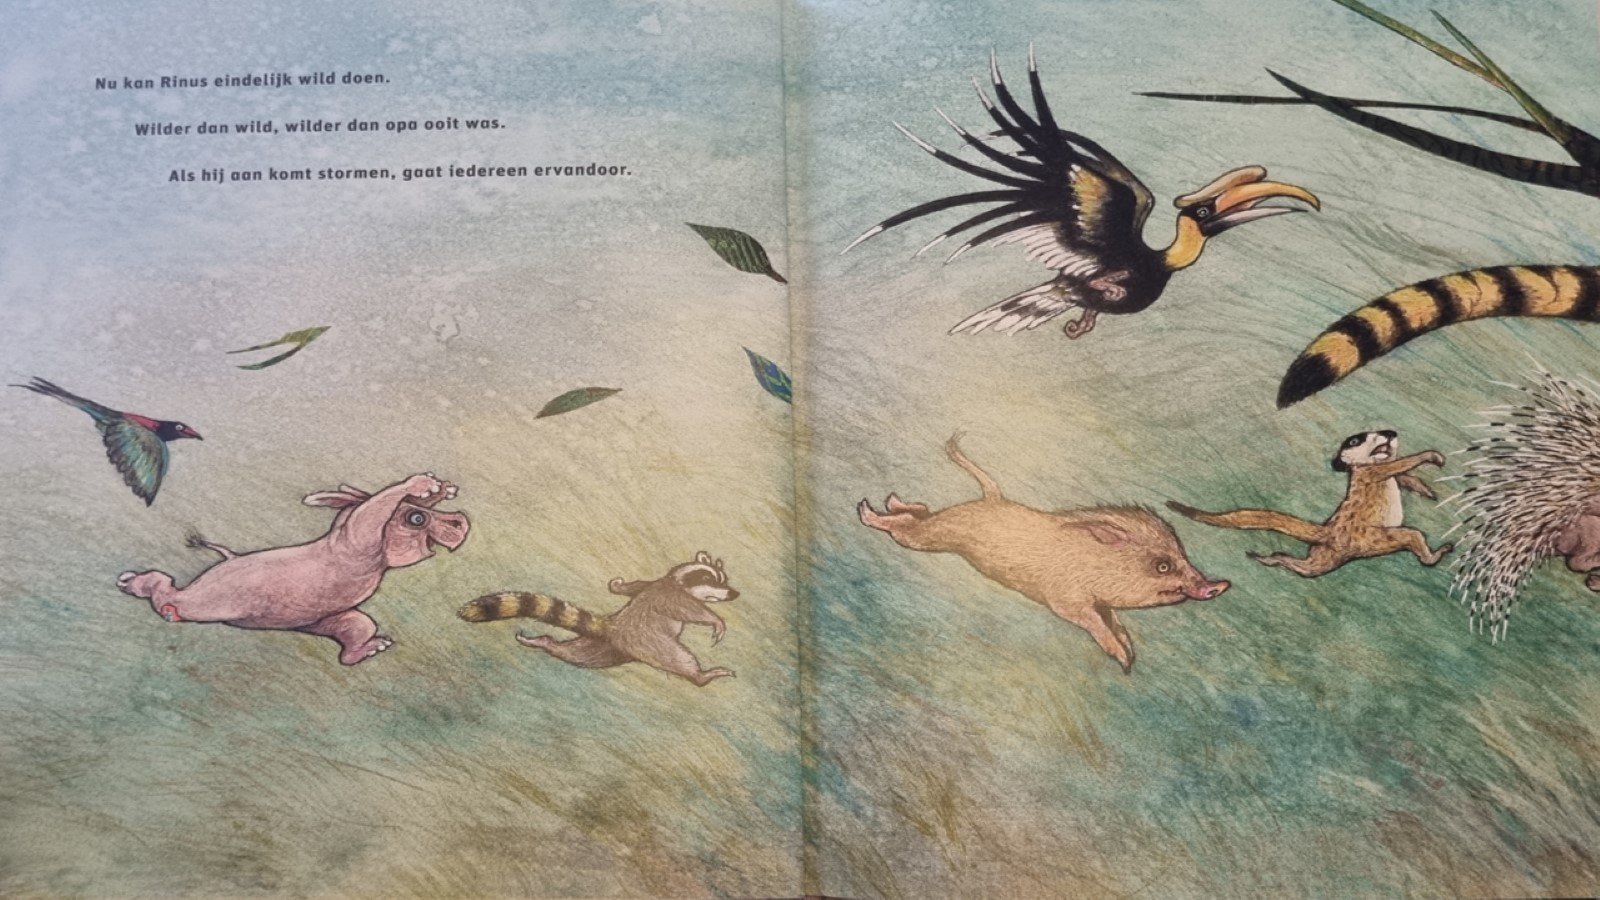 Nu kan Rinus eindelijk wild doen.
Wilder dan wild, wilder dan opa ooit was.
Als hij aan komt stormen, gaat iedereen ervandoor.